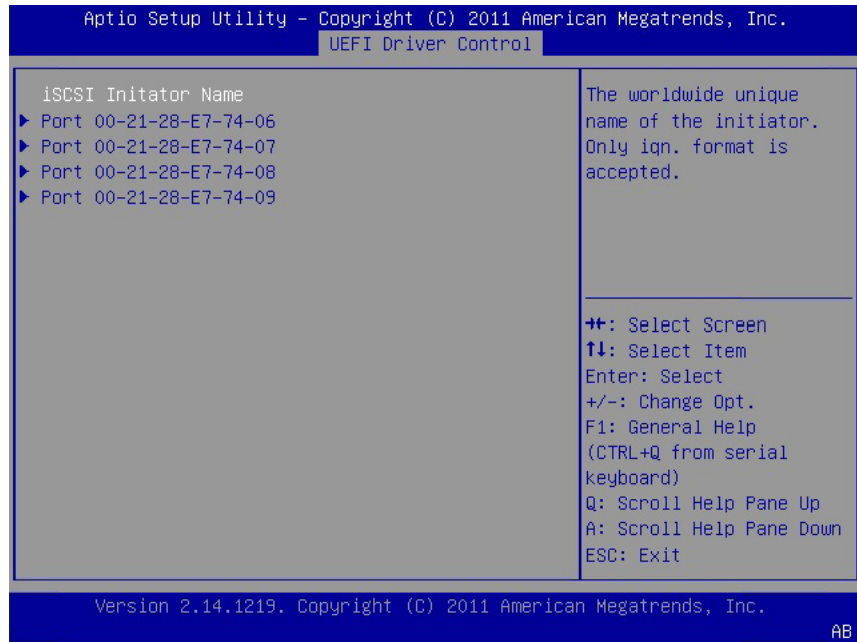 Aptio Setup Utility – Copyright (C) 2011 American Megatrends, Inc.
UEFI Driver Control
iSCSI Initator Name
Port 00-21-28-E7-74-06
Port 00-21-28-E7-74-07
Port 00-21-28-E7-74-08
Port 00-21-28-E7-74-09
The worldwide unique
name of the initiator.
Only iqn. format is
accepted.
→←: Select Screen
↑↓: Select Item
Enter: Select
+/-: Change Opt.
F1: General Help
(CTRL+Q from serial
keyboard)
Q: Scroll Help Pane Up
A: Scroll Help Pane Down
ESC: Exit
Version 2.14.1219. Copyright (C) 2011 American Megatrends, Inc.
AB